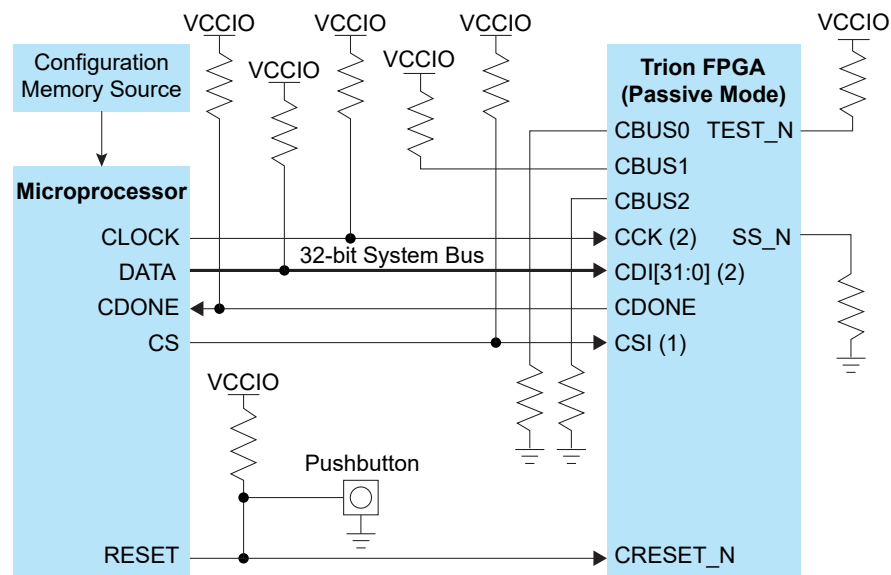 VCCIO
VCCIO
VCCIO
VCCIO
Configuration
Memory Source
VCCIO
VCCIO
Trion FPGA
(Passive Mode)
CBUS0
TEST_N
CBUS1
Microprocessor
CBUS2
CLOCK
CCK (2)
SS_N
32-bit System Bus
DATA
CDI[31:0] (2)
CDONE
CDONE
CS
CSI (1)
VCCIO
Pushbutton
RESET
CRESET_N